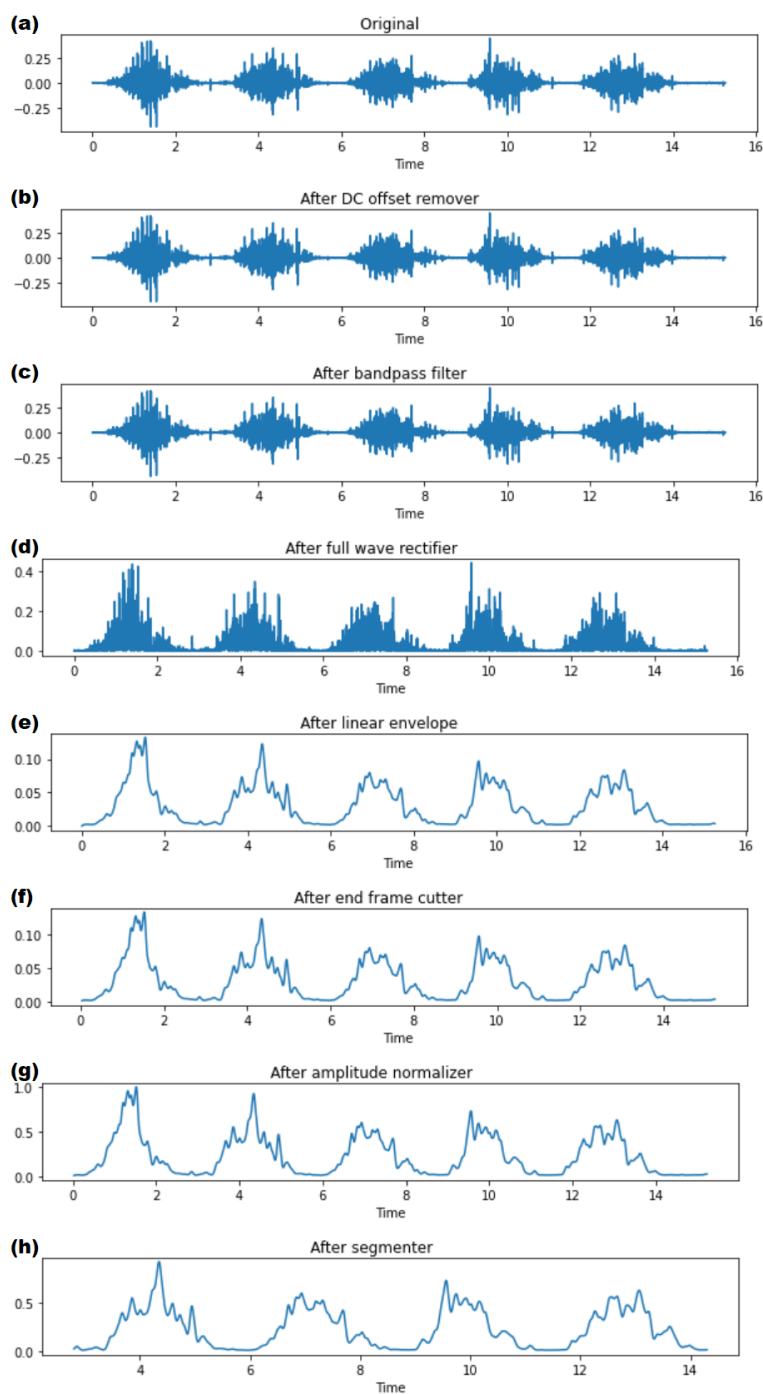 (a)
Original
0.25
0.00
−0.25
0 2 4 6 8 10 12 14 16
Time
(b)
After DC offset remover
0.25
0.00
−0.25
0 2 4 6 8 10 12 14 16
Time
(c)
After bandpass filter
0.25
0.00
−0.25
0 2 4 6 8 10 12 14 16
Time
(d)
After full wave rectifier
0.4
0.2
0.0
0 2 4 6 8 10 12 14 16
Time
(e)
After linear envelope
0.10
0.05
0.00
0 2 4 6 8 10 12 14 16
Time
(f)
After end frame cutter
0.10
0.05
0.00
0 2 4 6 8 10 12 14
Time
(g)
After amplitude normalizer
1.0
0.5
0.0
0 2 4 6 8 10 12 14
Time
(h)
After segmenter
0.5
0.0
4 6 8 10 12 14
Time